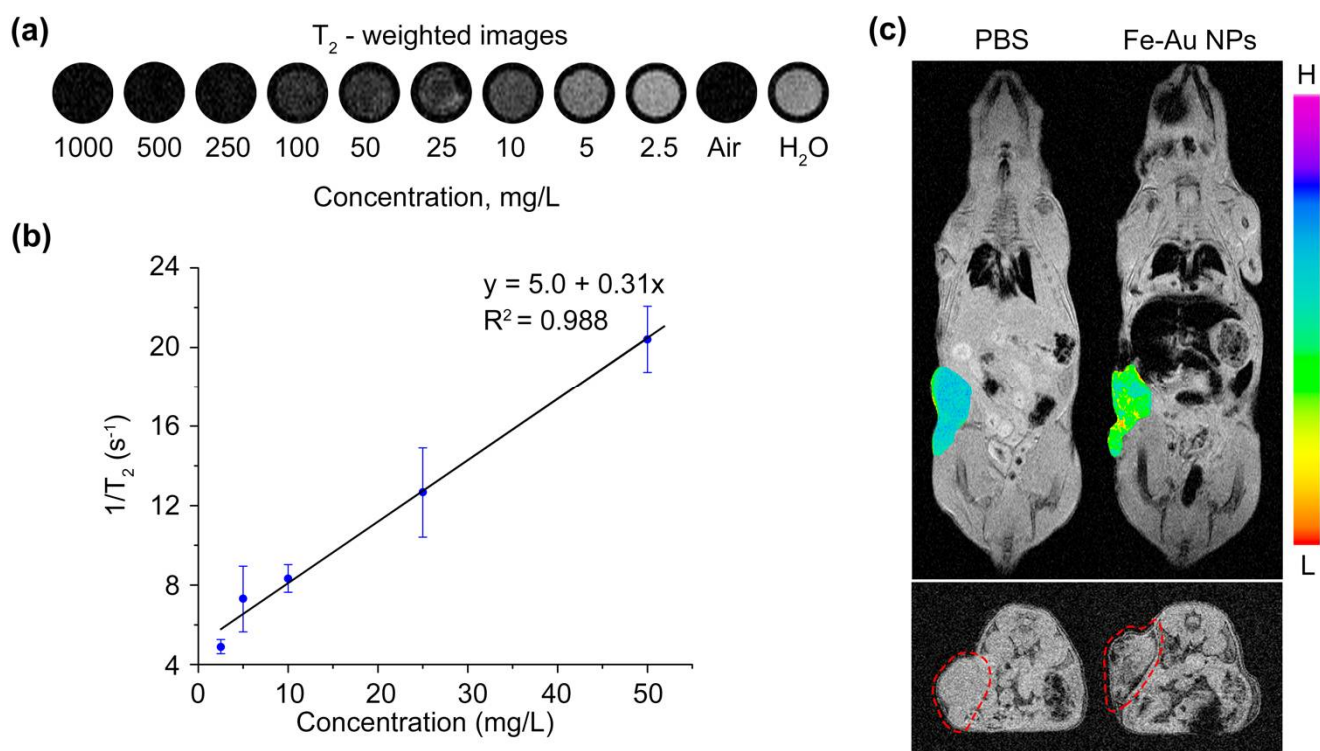 (a)
T₂ - weighted images
1000 500 250 100 50 25 10 5 2.5 Air H₂O
Concentration, mg/L
(b)
24
20
16
12
8
4
1/T₂ (s⁻¹)
y = 5.0 + 0.31x
R² = 0.988
0 10 20 30 40 50
Concentration (mg/L)
(c)
PBS Fe-Au NPs
H
L